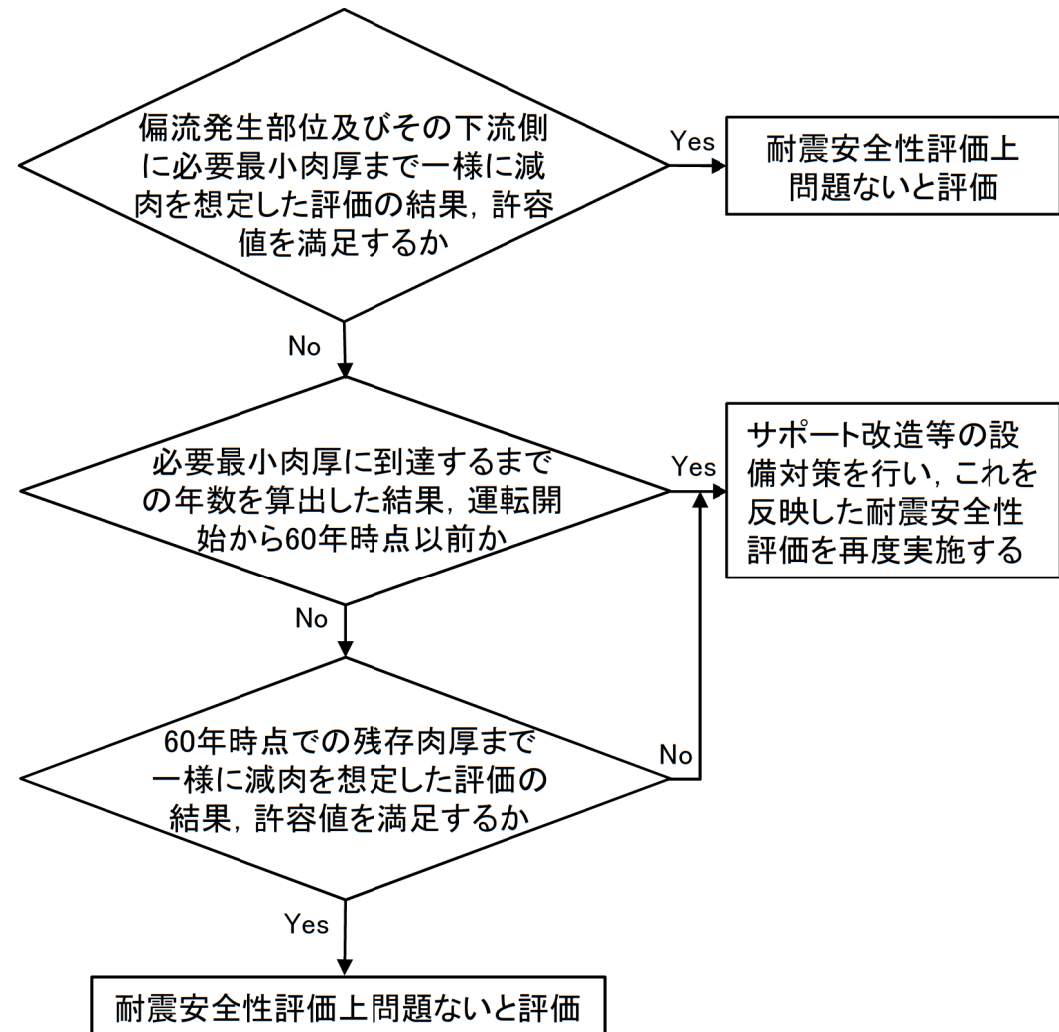 偏流発生部位及びその下流側
に必要最小肉厚まで一様に減
肉を想定した評価の結果，許容
値を満足するか
Yes
耐震安全性評価上
問題ないと評価
No
必要最小肉厚に到達するまで
の年数を算出した結果，運転開
始から60年時点以前か
Yes
サポート改造等の設
備対策を行い，これを
反映した耐震安全性
評価を再度実施する
No
60年時点での残存肉厚まで
一様に減肉を想定した評価の
結果，許容値を満足するか
No
Yes
耐震安全性評価上問題ないと評価